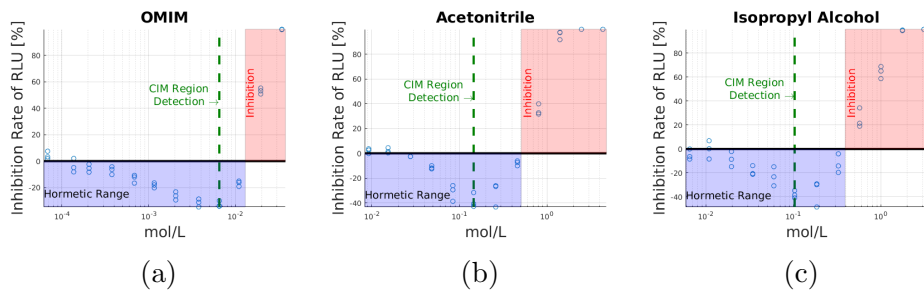 OMIM
Inhibition Rate of RLU [%]
80
60
40
20
0
-20
CIM Region
Detection →
Inhibition
Hormetic Range
10-4
10-3
10-2
mol/L
(a)
Acetonitrile
Inhibition Rate of RLU [%]
80
60
40
20
0
-20
-40
CIM Region
Detection →
Inhibition
Hormetic Range
10-2
10-1
100
mol/L
(b)
Isopropyl Alcohol
Inhibition Rate of RLU [%]
80
60
40
20
0
-20
-40
CIM Region
Detection →
Inhibition
Hormetic Range
10-2
10-1
100
mol/L
(c)